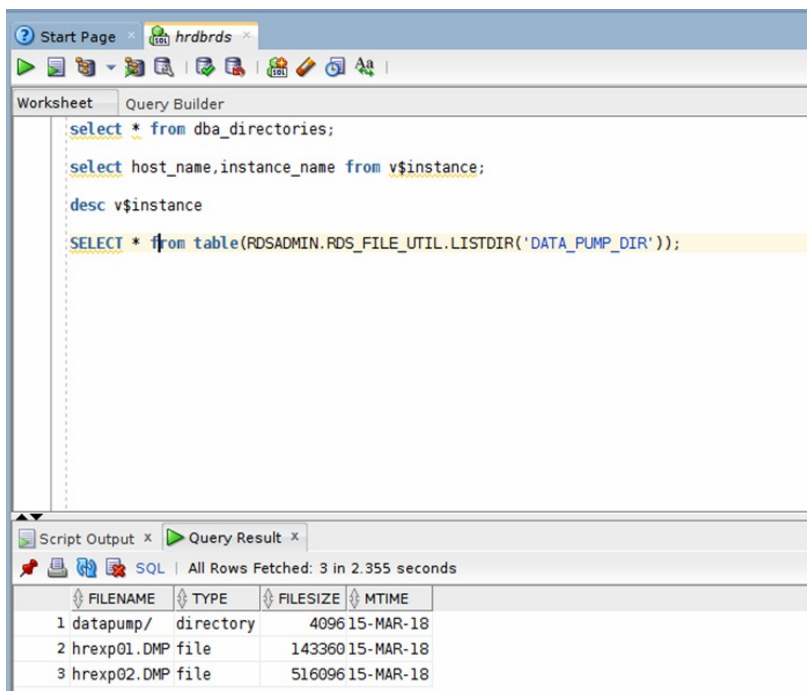 Start Page hrdbrds
SQL
Worksheet Query Builder
select * from dba_directories;
select host_name,instance_name from v$instance;
desc v$instance
SELECT * from table(RDSADMIN.RDS_FILE_UTIL.LISTDIR('DATA_PUMP_DIR'));
Script Output x Query Result x
SQL | All Rows Fetched: 3 in 2.355 seconds
FILENAME TYPE FILESIZE MTIME
1 datapump/ directory 4096 15-MAR-18
2 hrexp01.DMP file 143360 15-MAR-18
3 hrexp02.DMP file 516096 15-MAR-18